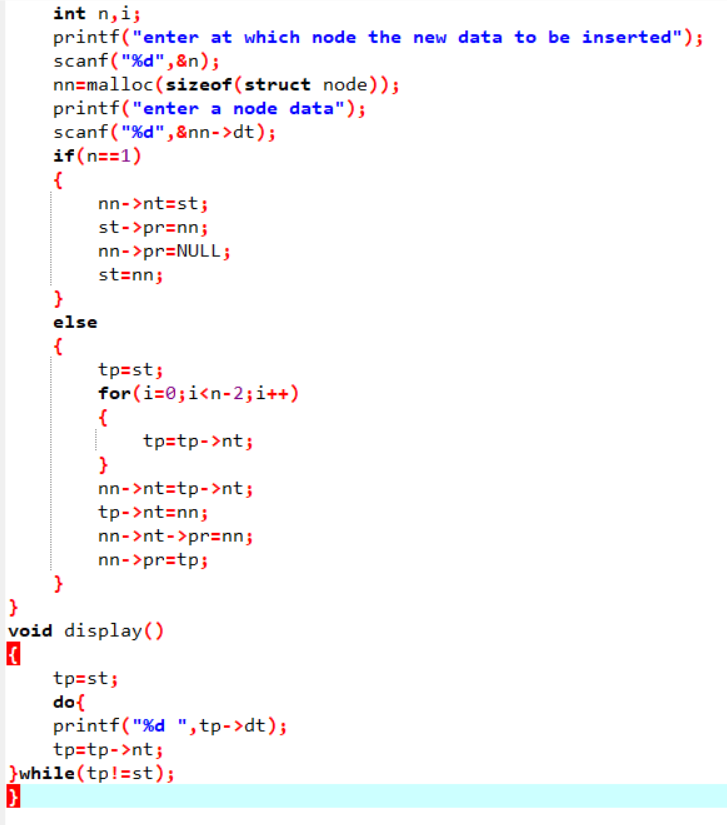 int n,i;
printf("enter at which node the new data to be inserted");
scanf("%d",&n);
nn=malloc(sizeof(struct node));
printf("enter a node data");
scanf("%d",&nn->dt);
if(n==1)
{
nn->nt=st;
st->pr=nn;
nn->pr=NULL;
st=nn;
}
else
{
tp=st;
for(i=0;i<n-2;i++)
{
tp=tp->nt;
}
nn->nt=tp->nt;
tp->nt=nn;
nn->nt->pr=nn;
nn->pr=tp;
}
}
void display()
{
tp=st;
do{
printf("%d ",tp->dt);
tp=tp->nt;
}while(tp!=st);
}